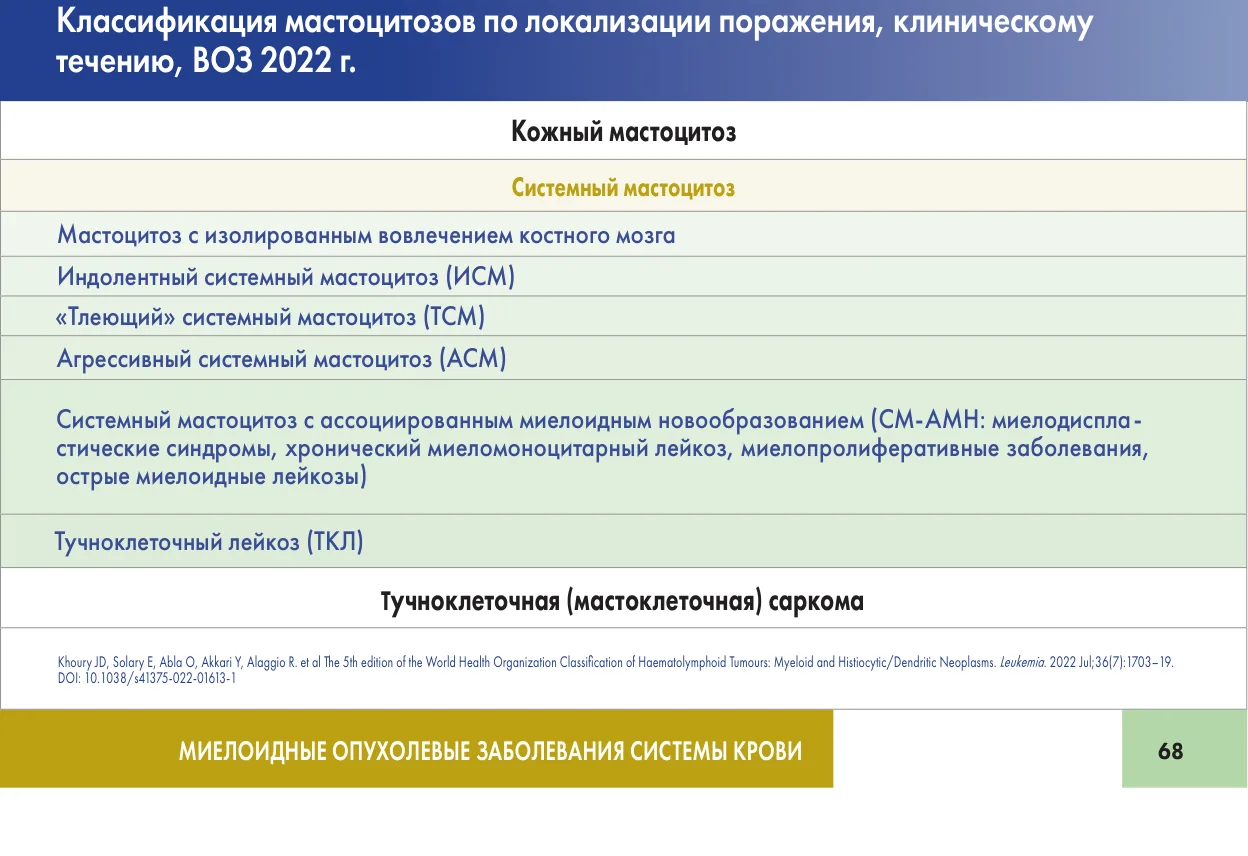 Классификация мастоцитозов по локализации поражения, клиническому
течению, ВОЗ 2022 г.
Кожный мастоцитоз
Системный мастоцитоз
Мастоцитоз с изолированным вовлечением костного мозга
Индолентный системный мастоцитоз (ИСМ)
«Тлеющий» системный мастоцитоз (ТСМ)
Агрессивный системный мастоцитоз (АСМ)
Системный мастоцитоз с ассоциированным миелоидным новообразованием (СМ-АМН: миелодиспла-
стические синдромы, хронический миеломоноцитарный лейкоз, миелопролиферативные заболевания,
острые миелоидные лейкозы)
Тучноклеточный лейкоз (ТКЛ)
Тучноклеточная (мастоклеточная) саркома
Khoury JD, Solary E, Abla O, Akkari Y, Alaggio R. et al The 5th edition of the World Health Organization Classification of Haematolymphoid Tumours: Myeloid and Histiocytic/Dendritic Neoplasms. Leukemia. 2022 Jul;36(7):1703–19.
DOI: 10.1038/s41375-022-01613-1
МИЕЛОИДНЫЕ ОПУХОЛЕВЫЕ ЗАБОЛЕВАНИЯ СИСТЕМЫ КРОВИ
68